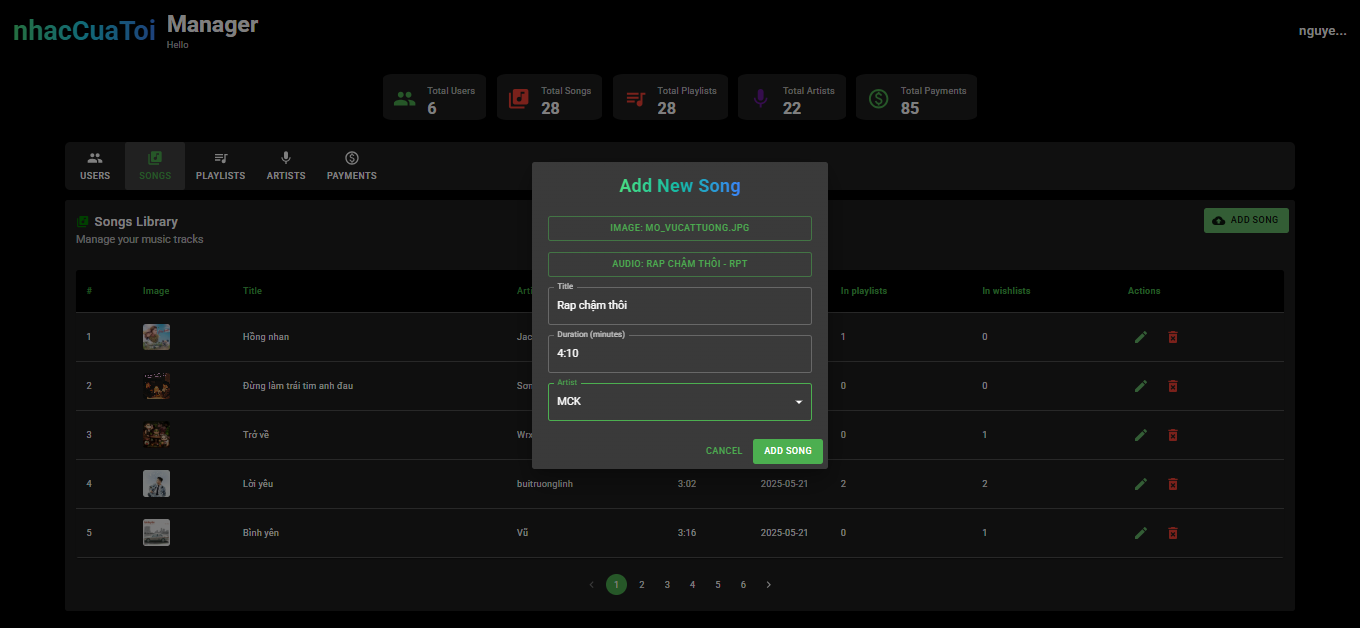 nhacCuaToi
Manager
Hello
nguye...
Total Users
6
Total Songs
28
Total Playlists
28
Total Artists
22
Total Payments
85
USERS
SONGS
PLAYLISTS
ARTISTS
PAYMENTS
Songs Library
Manage your music tracks
ADD SONG
Add New Song
IMAGE: MO_VUCATTUONG.JPG
AUDIO: RAP CHẬM THÔI - RPT
Title
Rap chậm thôi
Duration (minutes)
4:10
Artist
MCK
CANCEL
ADD SONG
# Image Title In playlists In wishlists Actions
1 Hồng nhan 1 0
2 Đừng làm trái tim anh đau 0 0
3 Trở về 0 1
4 Lời yêu buitruonglinh 3:02 2025-05-21 2 2
5 Bình yên Vũ 3:16 2025-05-21 0 1
‹ 1 2 3 4 5 6 ›